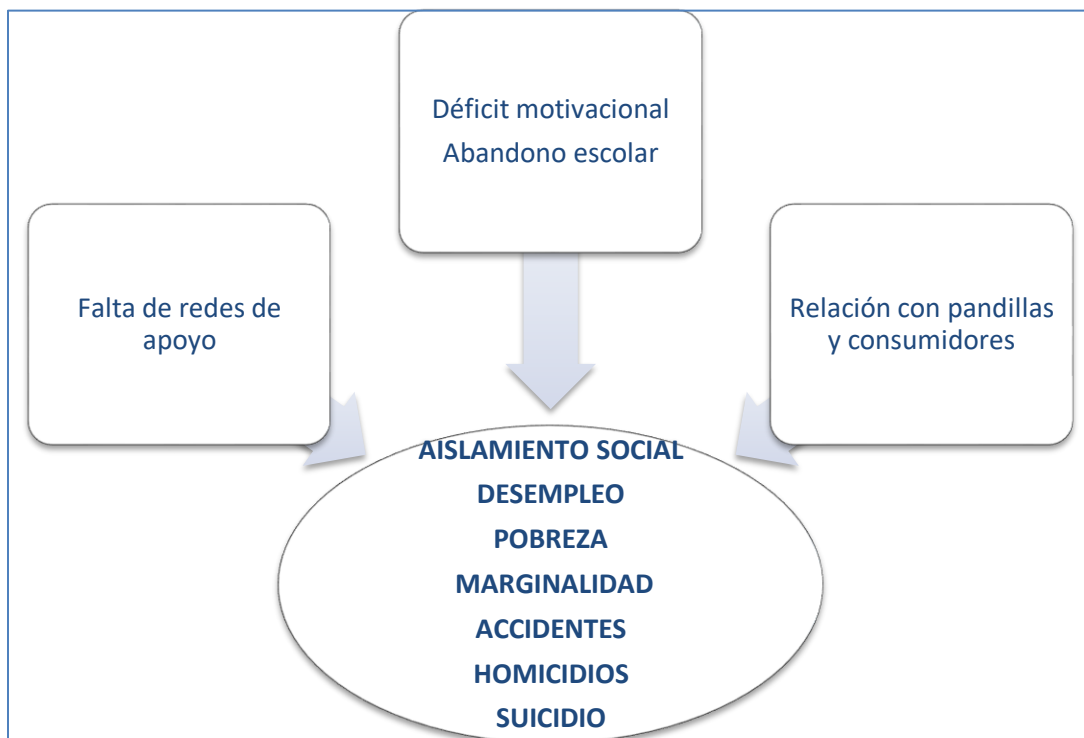 Déficit motivacional
Abandono escolar
Falta de redes de
apoyo
Relación con pandillas
y consumidores
AISLAMIENTO SOCIAL
DESEMPLEO
POBREZA
MARGINALIDAD
ACCIDENTES
HOMICIDIOS
SUICIDIO